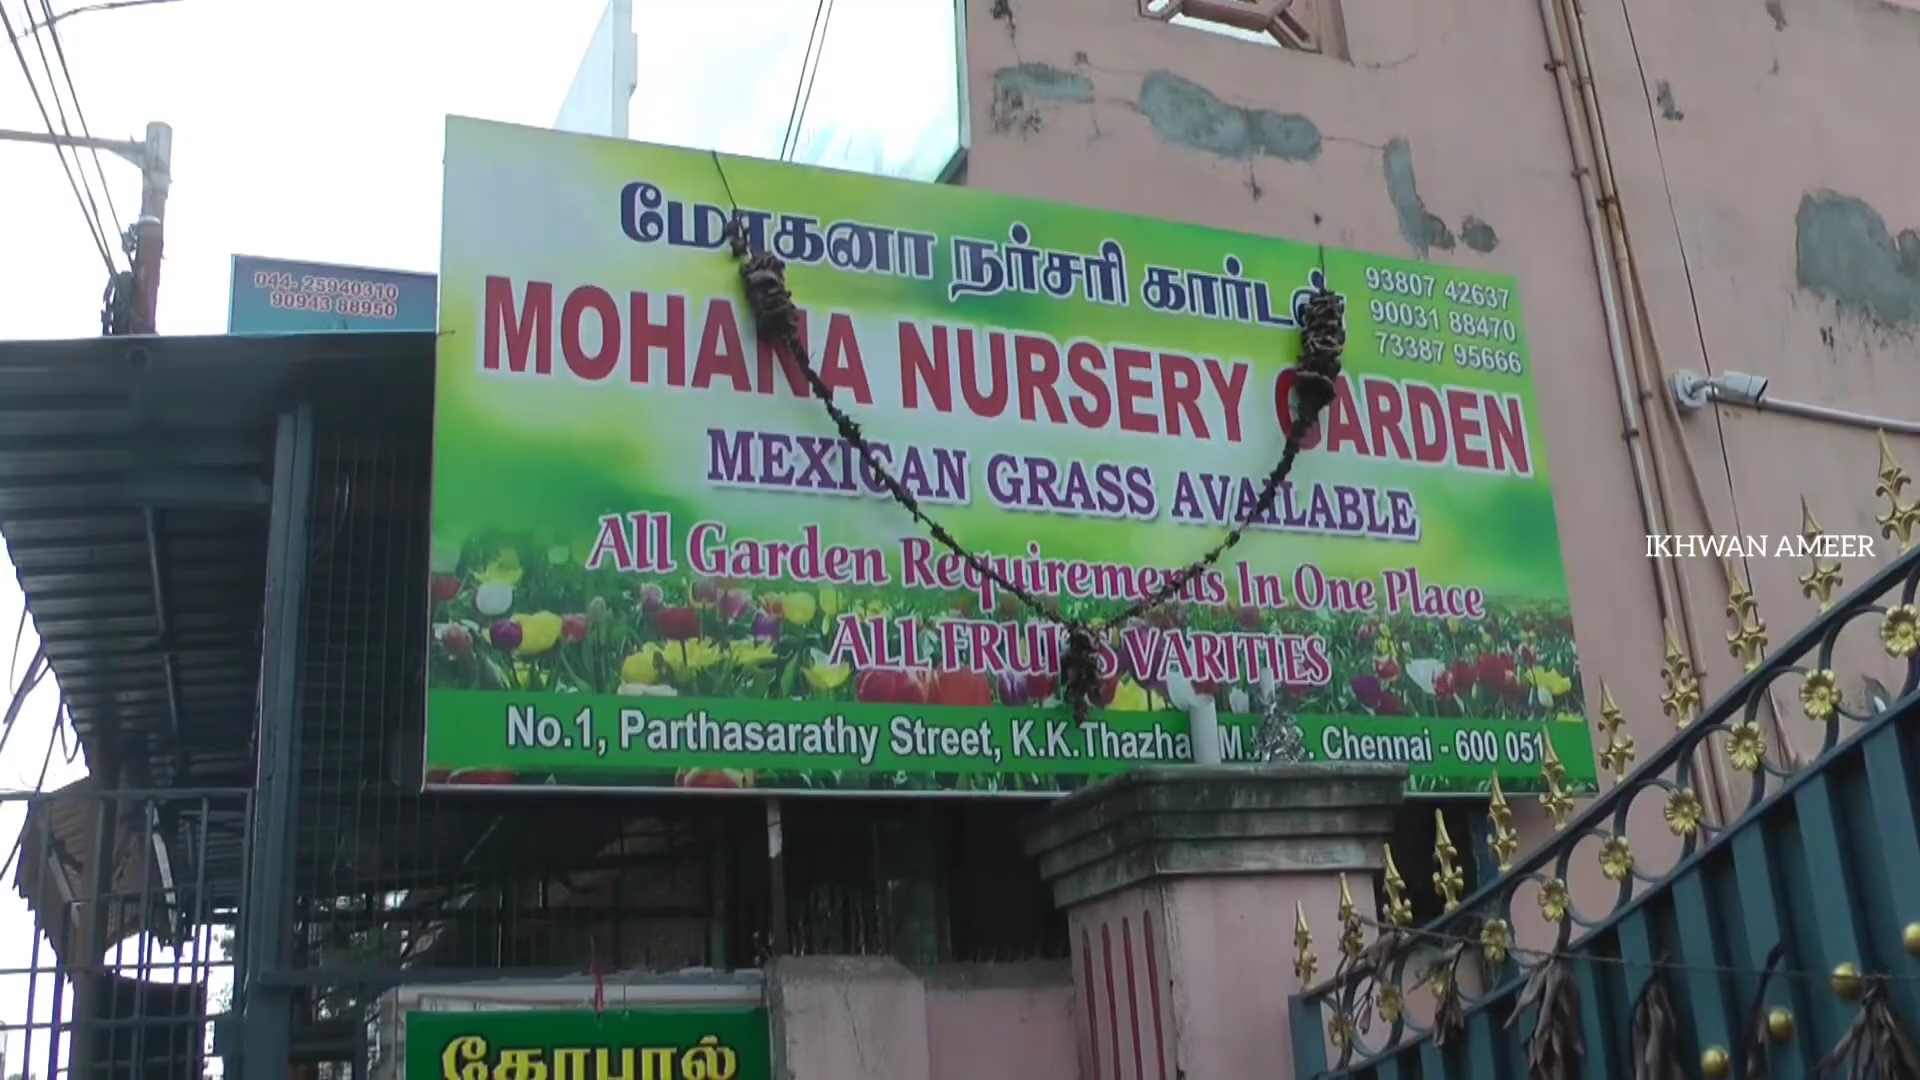 044- 25940310
90943 88950
மோகனா நர்சரி கார்டன்
93807 42637
90031 88470
73387 95666
MOHANA NURSERY GARDEN
MEXICAN GRASS AVAILABLE
All Garden Requirements In One Place
ALL FRUITS VARITIES
No.1, Parthasarathy Street, K.K.Thazhai Chennai - 600 051
IKHWAN AMEER
கோபால்